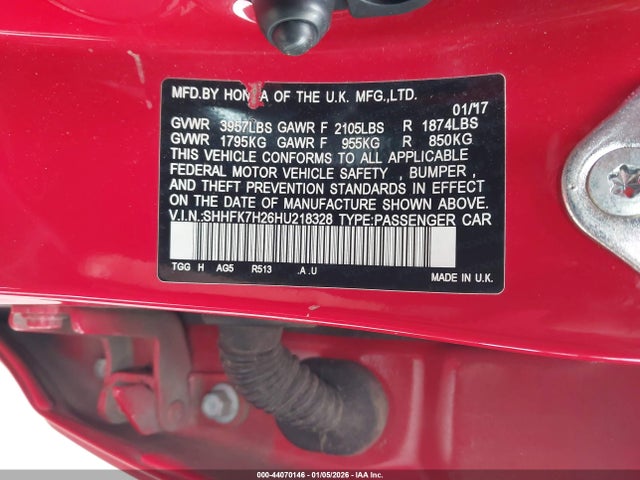 MFD.BY HONDA OF THE U.K. MFG.,LTD.
01/'17
GVWR 3957LBS GAWR F 2105LBS R 1874LBS
GVWR 1795KG GAWR F 955KG R 850KG
THIS VEHICLE CONFORMS TO ALL APPLICABLE
FEDERAL MOTOR VEHICLE SAFETY , BUMPER ,
AND THEFT PREVENTION STANDARDS IN EFFECT
ON THE DATE OF MANUFACTURE SHOWN ABOVE.
V.I.N.:SHHFK7H26HU218328 TYPE:PASSENGER CAR
TGG H AG5 R513 .A .U MADE IN U.K.
000-44070146 - 01/05/2026 - IAA Inc.